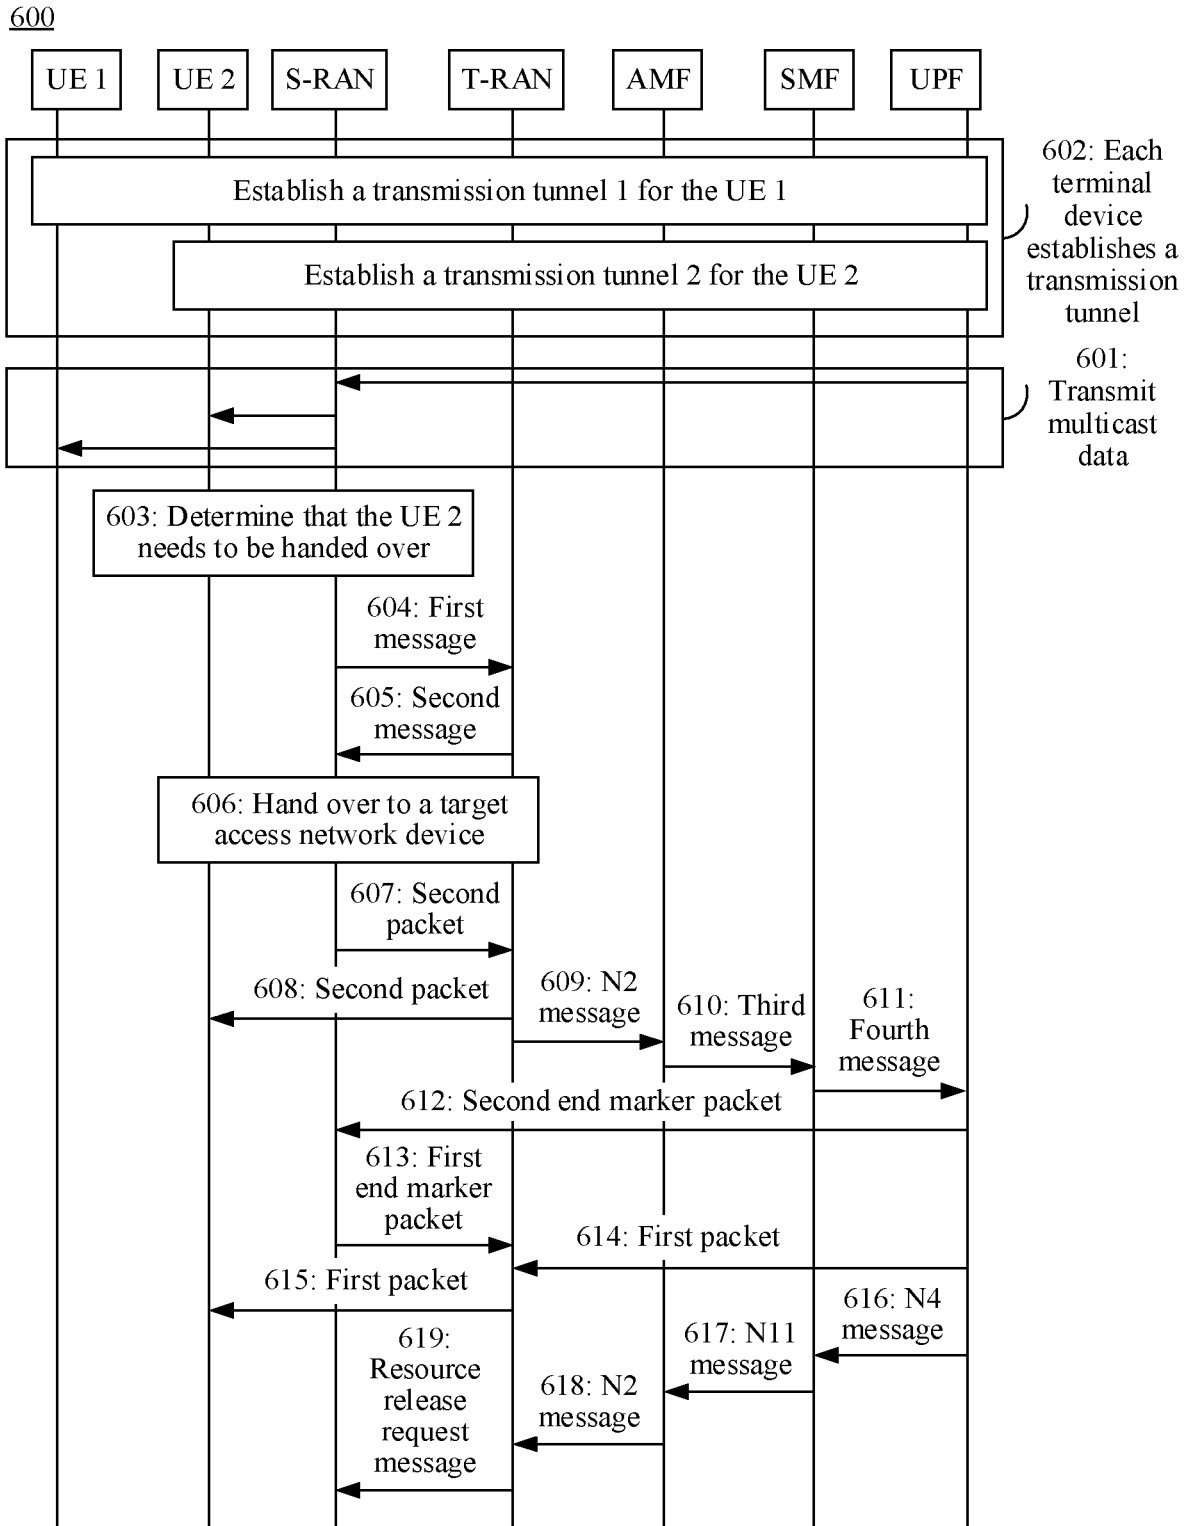 600
UE 1
UE 2
S-RAN
T-RAN
AMF
SMF
UPF
Establish a transmission tunnel 1 for the UE 1
Establish a transmission tunnel 2 for the UE 2
602: Each
terminal
device
establishes a
transmission
tunnel
601:
Transmit
multicast
data
603: Determine that the UE 2
needs to be handed over
604: First
message
605: Second
message
606: Hand over to a target
access network device
607: Second
packet
608: Second packet
609: N2
message
610: Third
message
611:
Fourth
message
612: Second end marker packet
613: First
end marker
packet
614: First packet
615: First packet
616: N4
message
617: N11
message
618: N2
message
619:
Resource
release
request
message